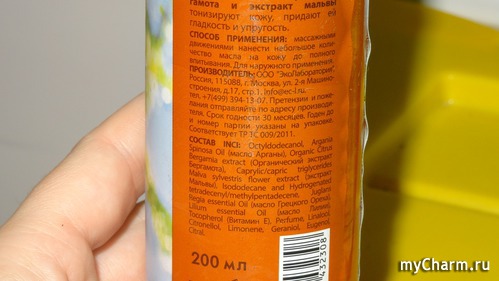 гамота и экстракт мальвы
тонизируют кожу, придают ей
гладкость и упругость.
СПОСОБ ПРИМЕНЕНИЯ: массажными
движениями нанести небольшое коли-
чество масла на кожу до полного
впитывания. Для наружного применения.
ПРОИЗВОДИТЕЛЬ: ООО "ЭкоЛаборатория",
Россия, 115088, г. Москва, ул. 2-я Машино-
строения, д.17, стр.1, info@ec-l.ru,
тел. +7(499) 394-13-07. Претензии и поже-
лания отправляйте по адресу производи-
теля. Срок годности 30 месяцев. Годен до
и номер партии указаны на упаковке.
Соответствует ТР ТС 009/2011.
СОСТАВ INCI: Octyldodecanol, Argania
Spinosa Oil (масло Арганы), Organic Citrus
Bergamia extract (Органический экстракт
Бергамота), Caprylic/capric triglycerides
Malva sylvestris flower extract (экстракт
Мальвы), Isododecane and Hydrogenated
tetradecenyl/methylpentadecene, Juglans
Regia essential Oil (масло Грецкого Ореха),
Lilium essential Oil (масло Лилии),
Tocopherol (Витамин Е), Perfume, Linalool,
Citronellol, Limonene, Geraniol, Eugenol,
Citral.
200 мл
432308
myCharm.ru